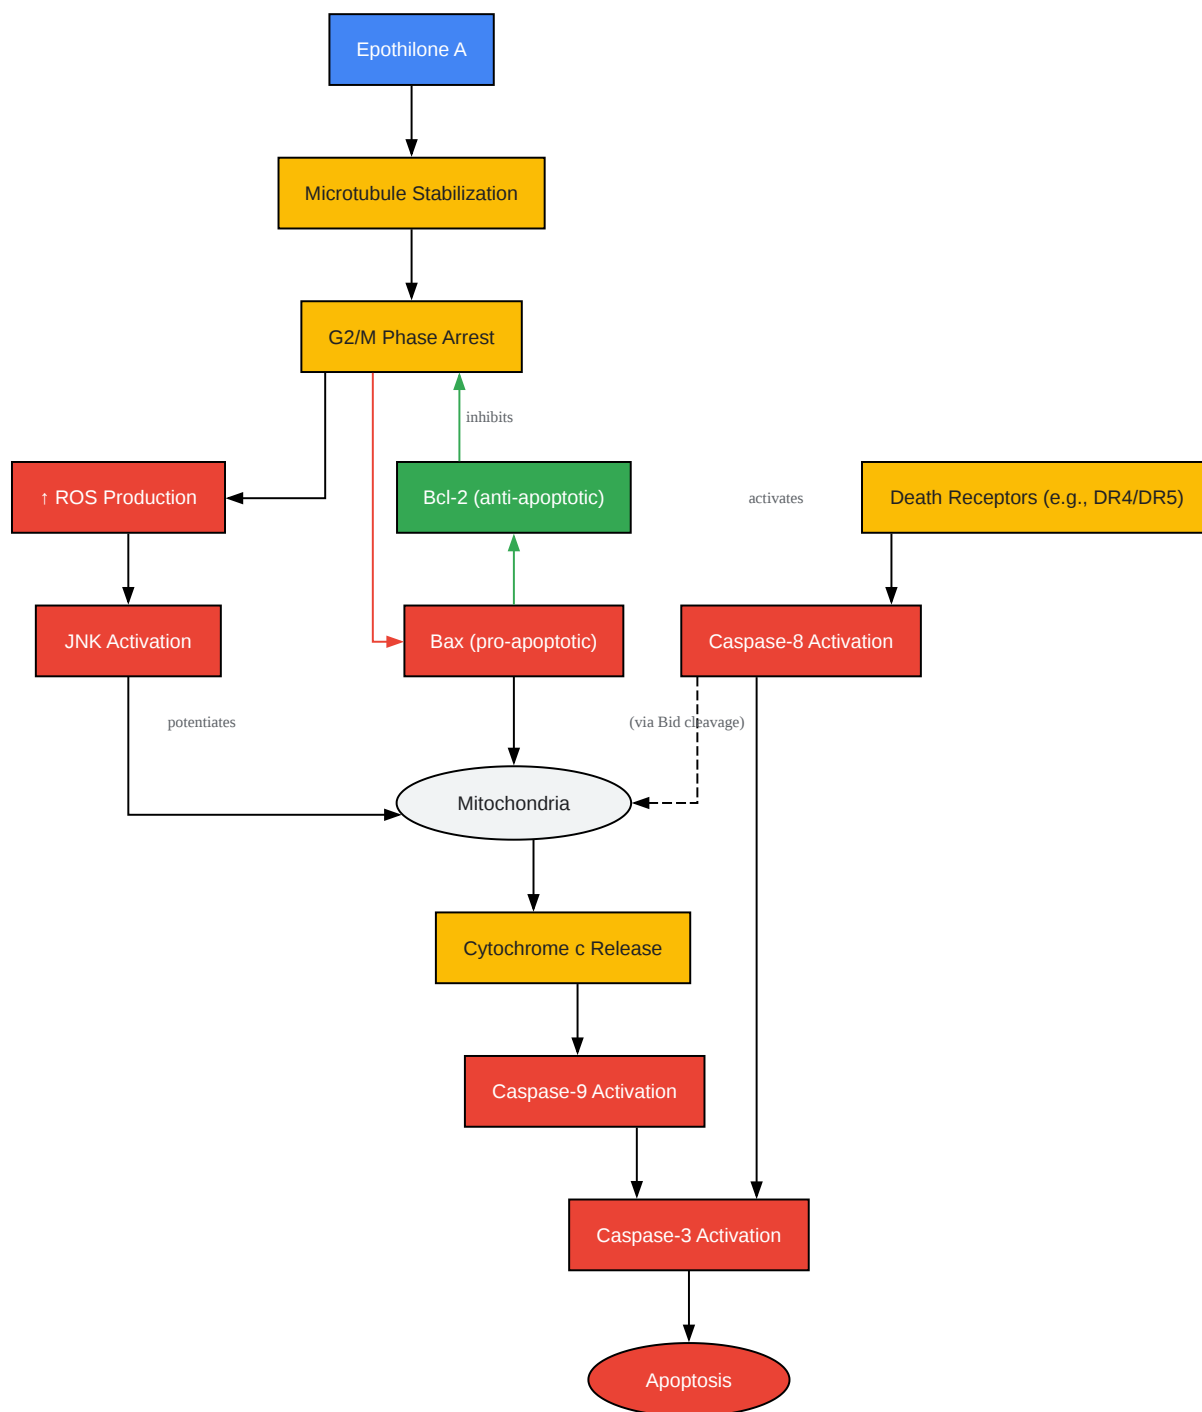 Epothilone A
Microtubule Stabilization
G2/M Phase Arrest
inhibits
↑ ROS Production
Bcl-2 (anti-apoptotic)
activates
Death Receptors (e.g., DR4/DR5)
JNK Activation
Bax (pro-apoptotic)
Caspase-8 Activation
potentiates
(via Bid cleavage)
Mitochondria
Cytochrome c Release
Caspase-9 Activation
Caspase-3 Activation
Apoptosis